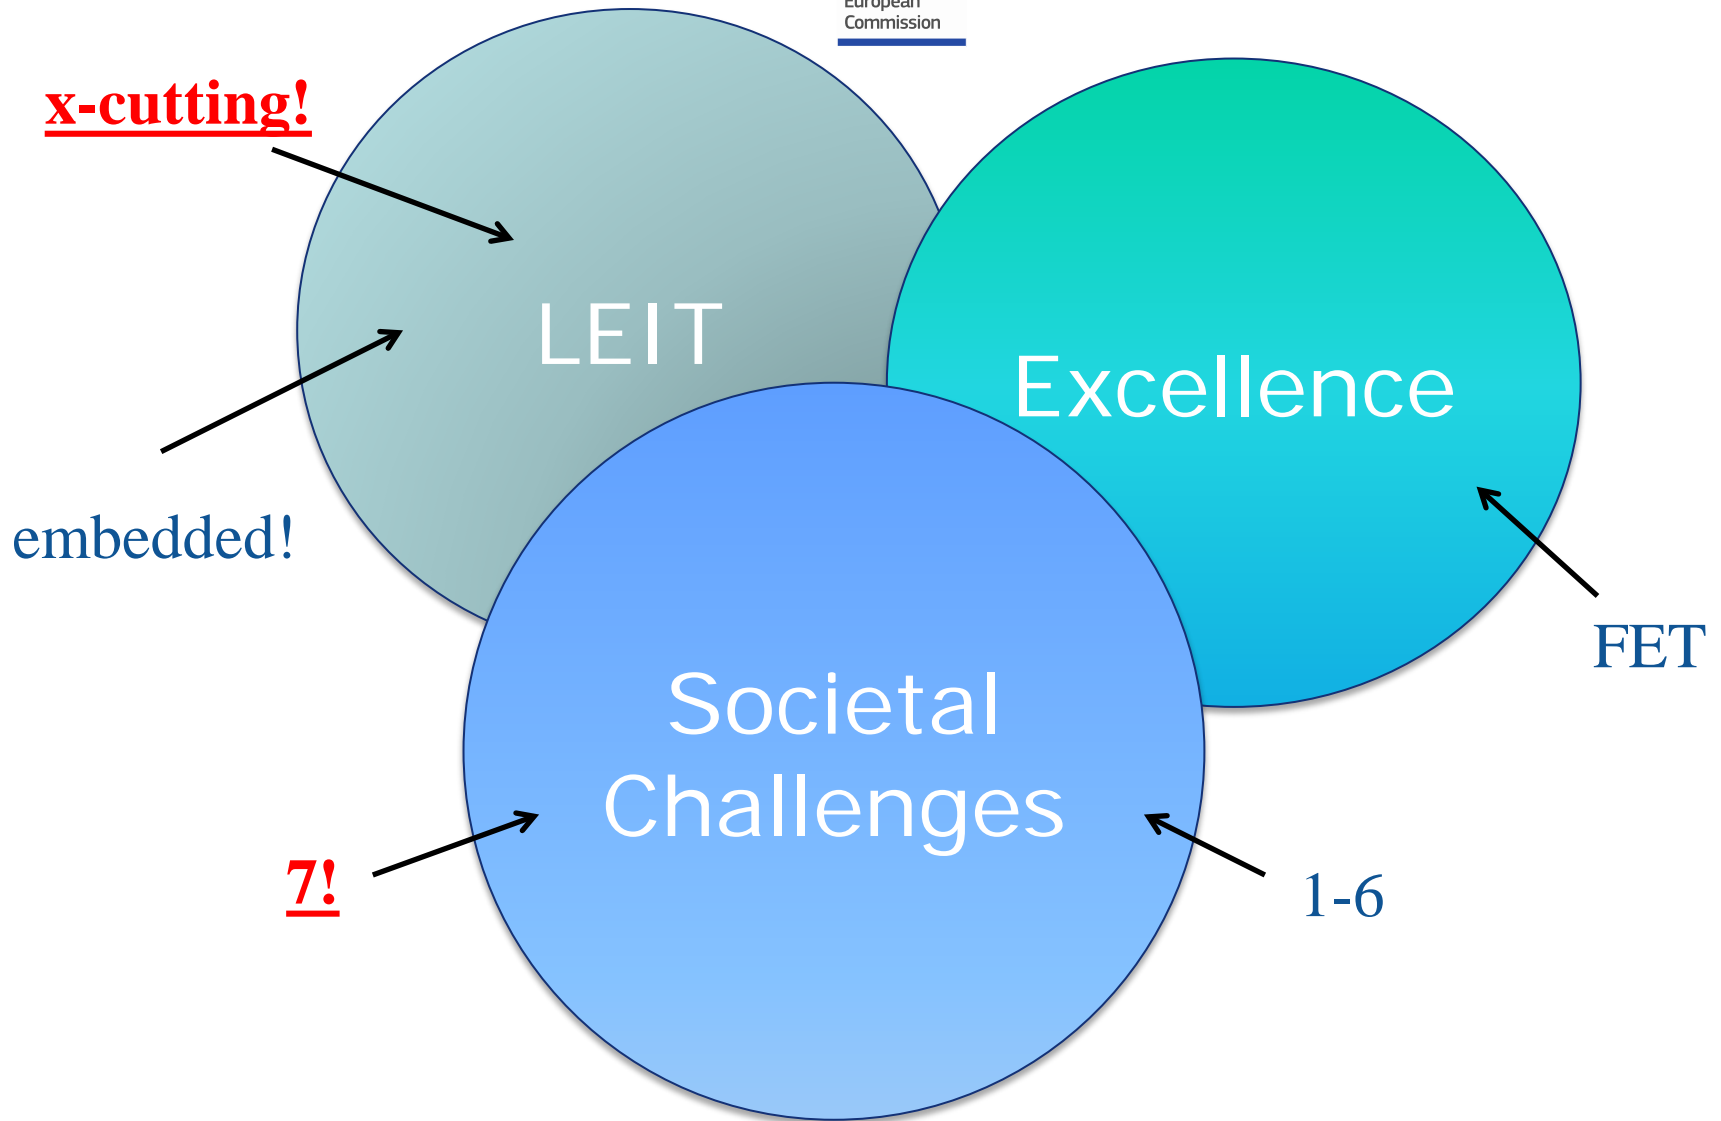 European
Commission
x-cutting!
LEIT
Excellence
embedded!
FET
Societal
Challenges
7!
1-6